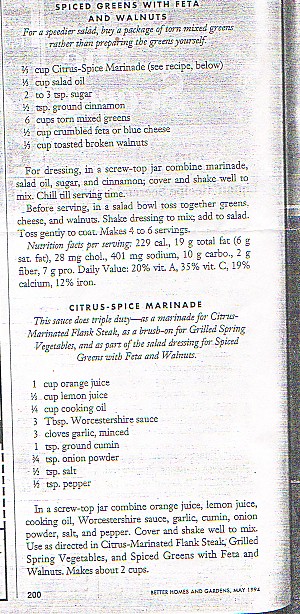 SPICED GREENS WITH FETA
AND WALNUTS
For a speedier salad, buy a package of torn mixed greens
rather than preparing the greens yourself.
cup Citrus-Spice Marinade (see recipe, below)
cup salad oil
2 to 3 tsp. sugar
½ tsp. ground cinnamon
6 cups torn mixed greens
½ cup crumbled feta or blue cheese
cup toasted broken walnuts
For dressing, in a screw-top jar combine marinade,
salad oil, sugar, and cinnamon; cover and shake well to
mix. Chill till serving time.
Before serving, in a salad bowl toss together greens,
cheese, and walnuts. Shake dressing to mix; add to salad.
Toss gently to coat. Makes 4 to 6 servings.
Nutrition facts per serving: 229 cal., 19 g total fat (6 g
sat. fat), 28 mg chol., 401 mg sodium, 10 g carbo., 2 g
fiber, 7 g pro. Daily Value: 20% vit. A, 35% vit. C, 19%
calcium, 12% iron.
CITRUS-SPICE MARINADE
This sauce does triple duty—as a marinade for Citrus-
Marinated Flank Steak, as a brush-on for Grilled Spring
Vegetables, and as part of the salad dressing for Spiced
Greens with Feta and Walnuts.
1 cup orange juice
cup lemon juice
¼ cup cooking oil
3 Tbsp. Worcestershire sauce
3 cloves garlic, minced
1 tsp. ground cumin
¾ tsp. onion powder
½ tsp. salt
½ tsp. pepper
In a screw-top jar combine orange juice, lemon juice,
cooking oil, Worcestershire sauce, garlic, cumin, onion
powder, salt, and pepper. Cover and shake well to mix.
Use as directed in Citrus-Marinated Flank Steak, Grilled
Spring Vegetables, and Spiced Greens with Feta and
Walnuts. Makes about 2 cups.
200
BETTER HOMES AND GARDENS, MAY 1994